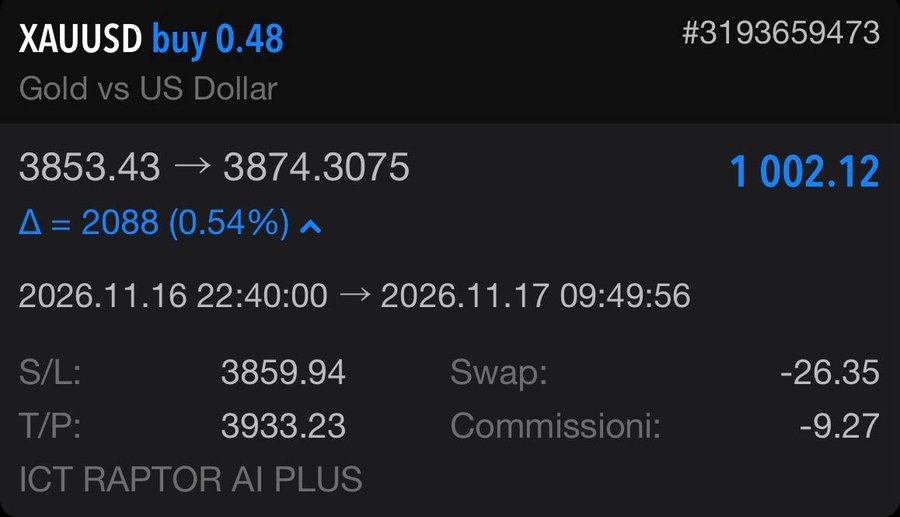 XAUUSD buy 0.48 #3193659473
Gold vs US Dollar
3853.43 → 3874.3075 1 002.12
Δ = 2088 (0.54%)
2026.11.16 22:40:00 → 2026.11.17 09:49:56
S/L: 3859.94 Swap: -26.35
T/P: 3933.23 Commissioni: -9.27
ICT RAPTOR AI PLUS